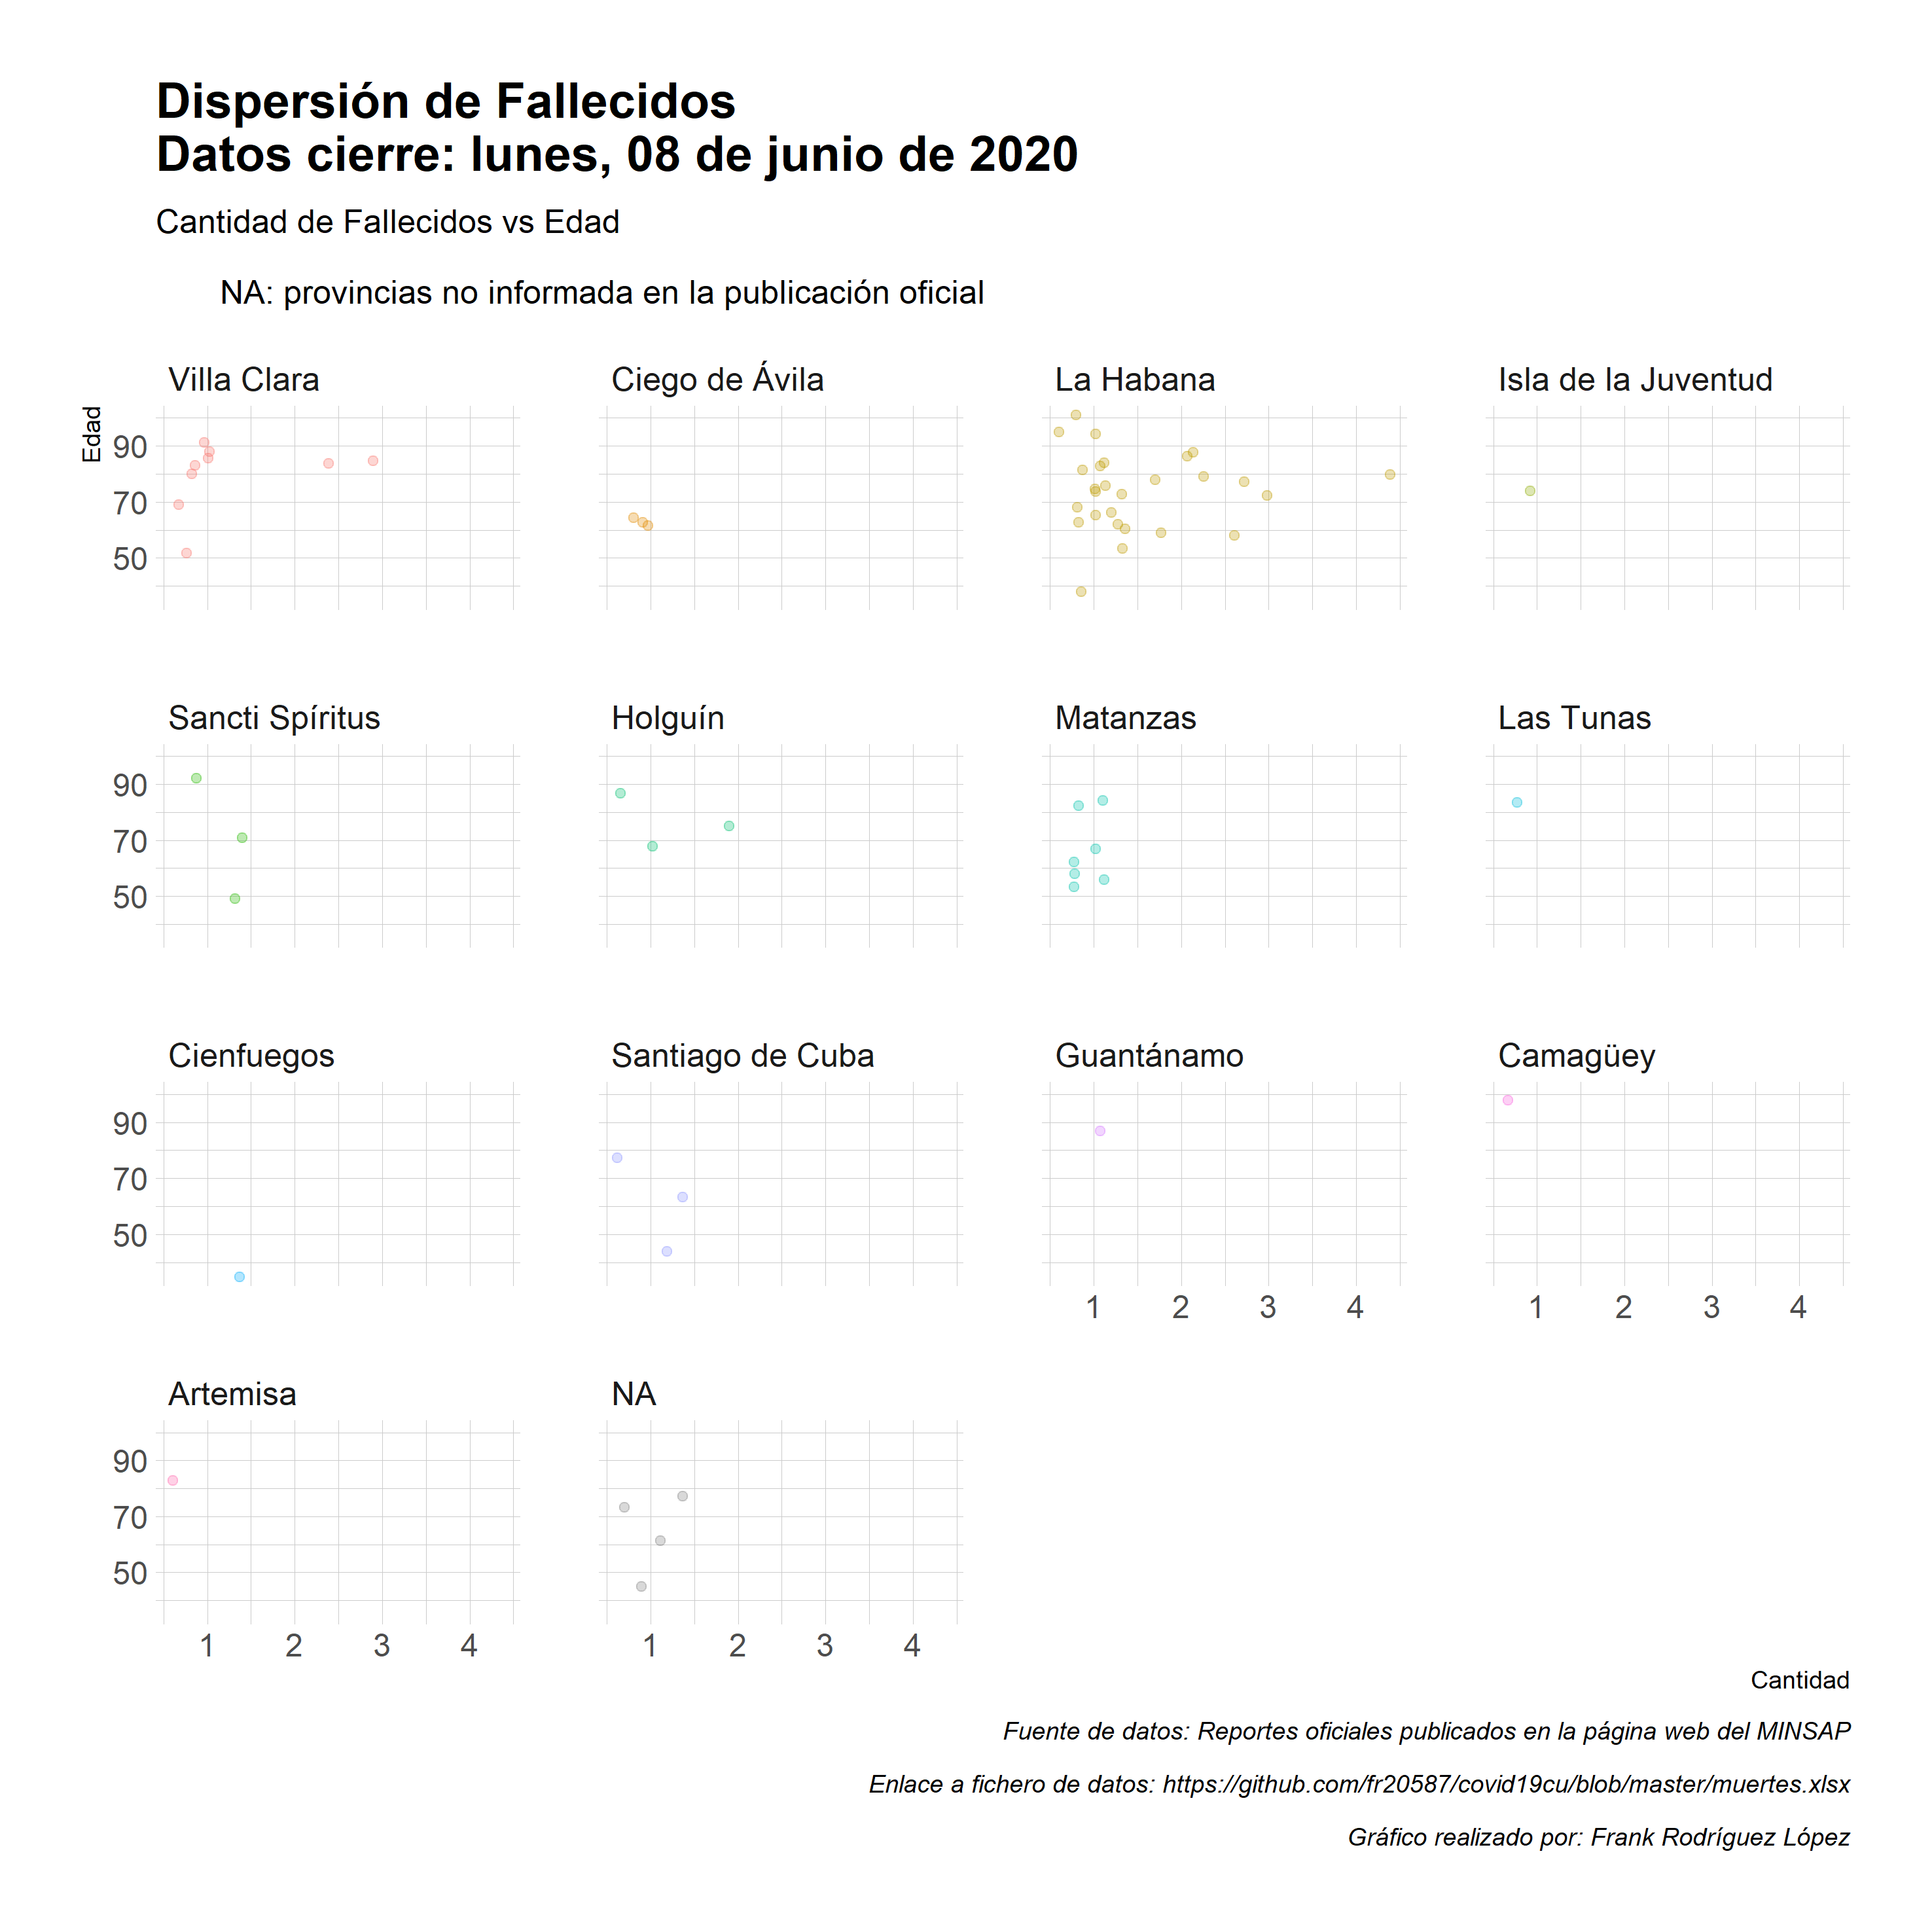 Dispersión de Fallecidos
Datos cierre: lunes, 08 de junio de 2020
Cantidad de Fallecidos vs Edad
NA: provincias no informada en la publicación oficial
Villa Clara
Ciego de Ávila
La Habana
Isla de la Juventud
Edad
90
70
50
Sancti Spíritus
Holguín
Matanzas
Las Tunas
90
70
50
Cienfuegos
Santiago de Cuba
Guantánamo
Camagüey
90
70
50
1 2 3 4
1 2 3 4
Artemisa
NA
90
70
50
1 2 3 4
1 2 3 4
Cantidad
Fuente de datos: Reportes oficiales publicados en la página web del MINSAP
Enlace a fichero de datos: https://github.com/fr20587/covid19cu/blob/master/muertes.xlsx
Gráfico realizado por: Frank Rodríguez López